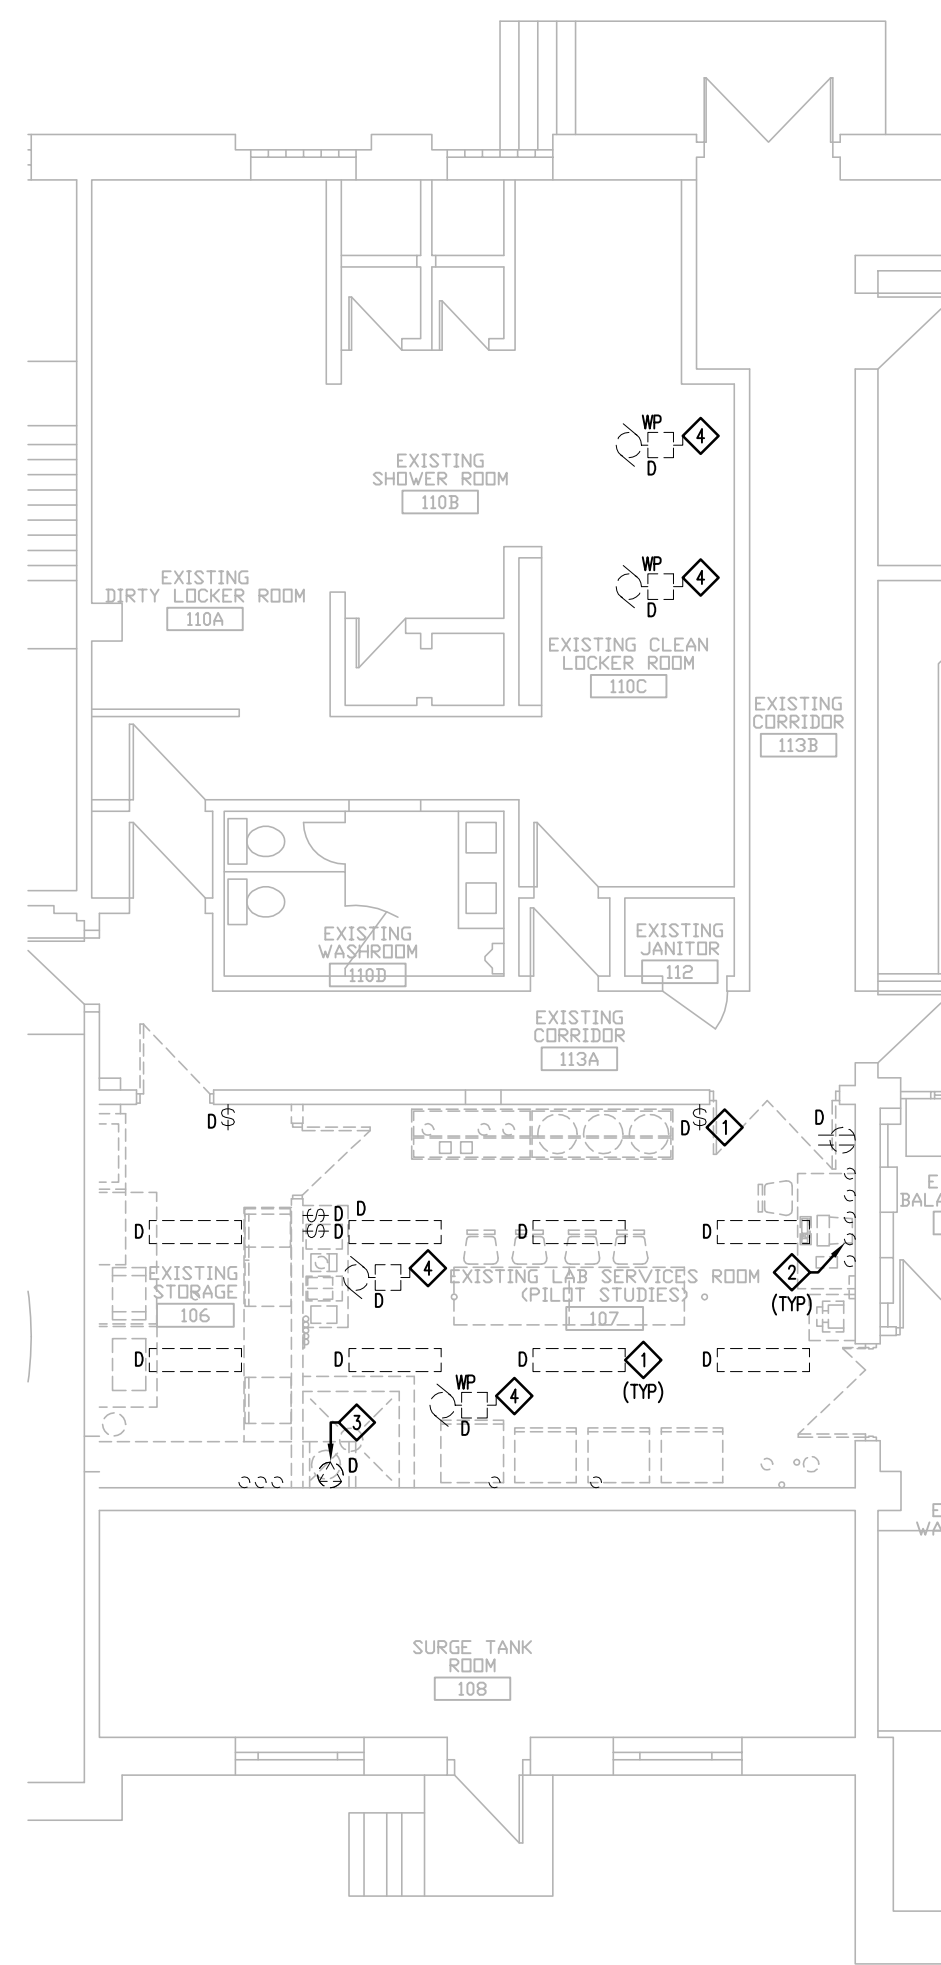 WP
4
D
EXISTING
SHOWER ROOM
110B
WP
4
D
EXISTING
DIRTY LOCKER ROOM
110A
EXISTING CLEAN
LOCKER ROOM
110C
EXISTING
CORRIDOR
113B
EXISTING
WASHROOM
110D
EXISTING
JANITOR
112
EXISTING
CORRIDOR
113A
D
$
D
$
1
D
D
$
D
$
D
D
D
D
D
4
D
EXISTING
STORAGE
106
EXISTING LAB SERVICES ROOM
(PILOT STUDIES)
107
2
(TYP)
E
BALA
D
D
D
1
(TYP)
D
WP
4
D
3
D
E
WA
SURGE TANK
ROOM
108